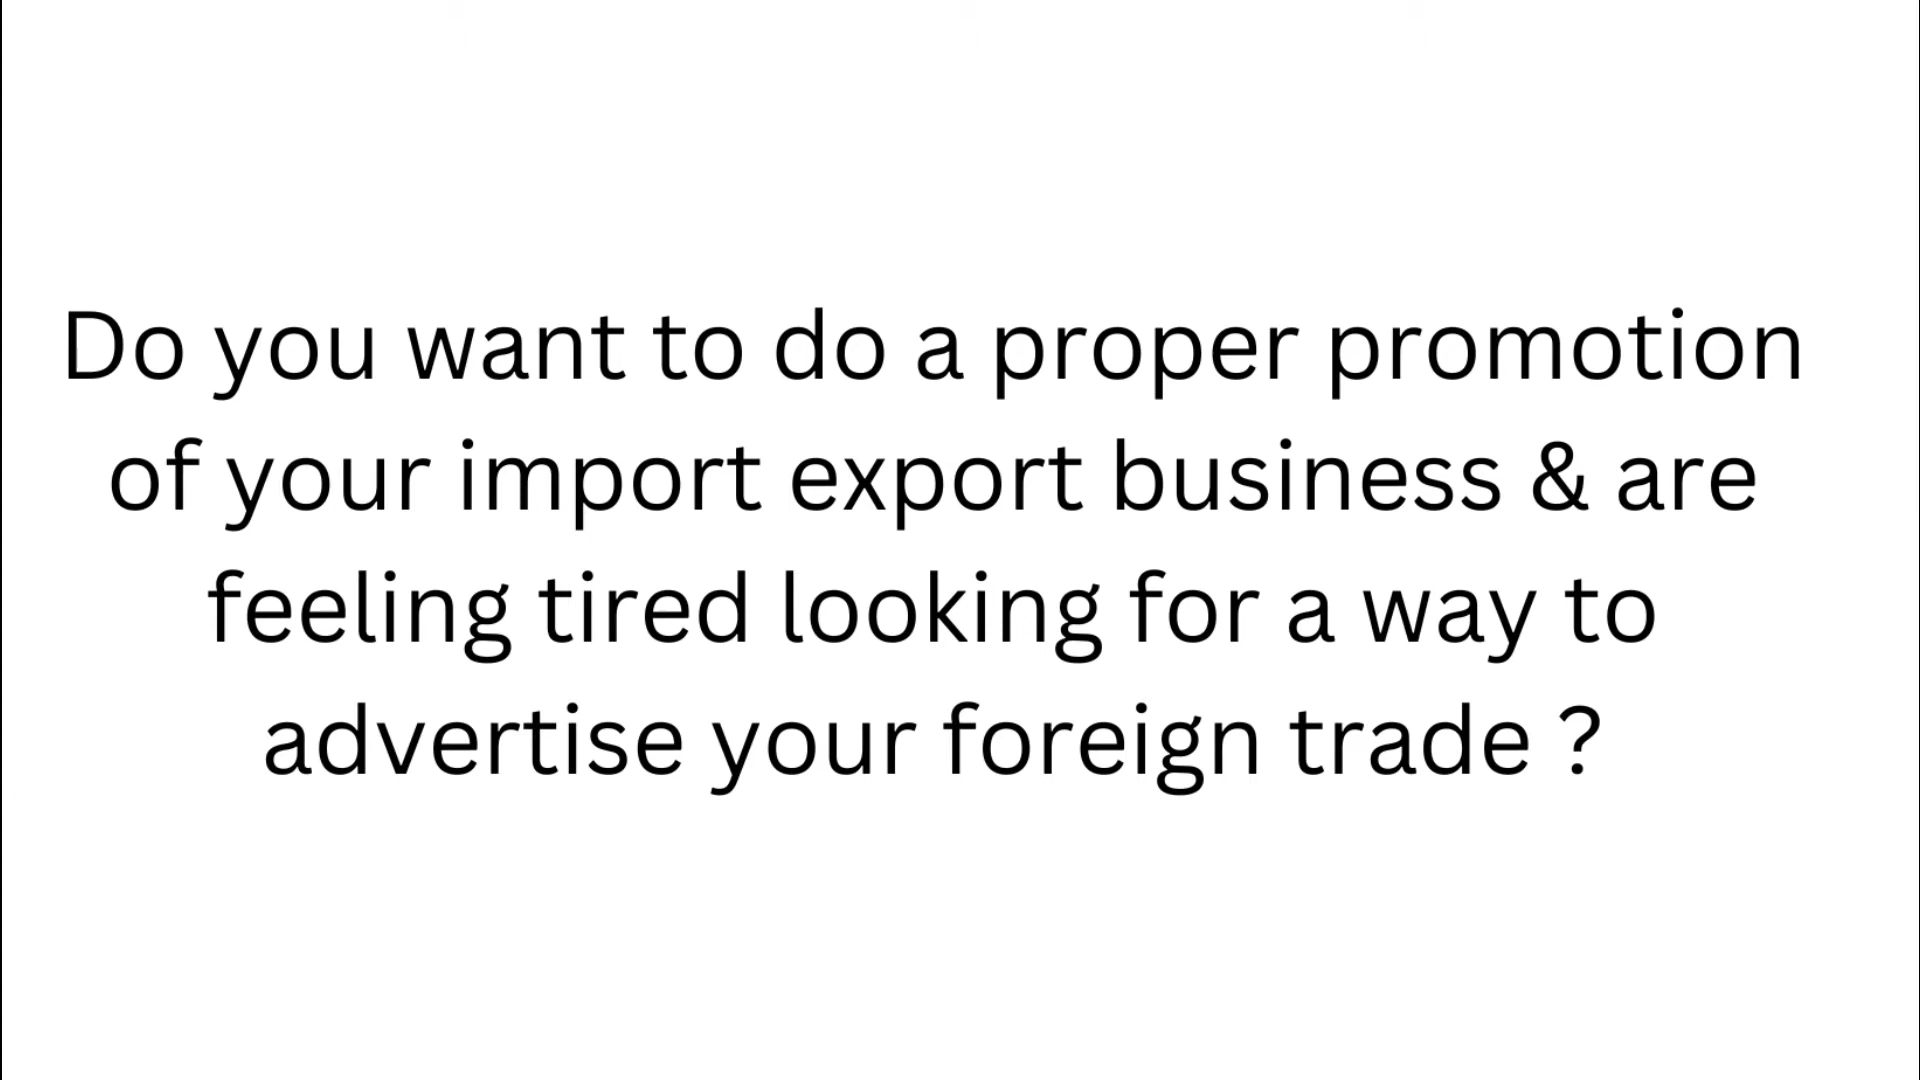 Do you want to do a proper promotion
of your import export business & are
feeling tired looking for a way to
advertise your foreign trade ?